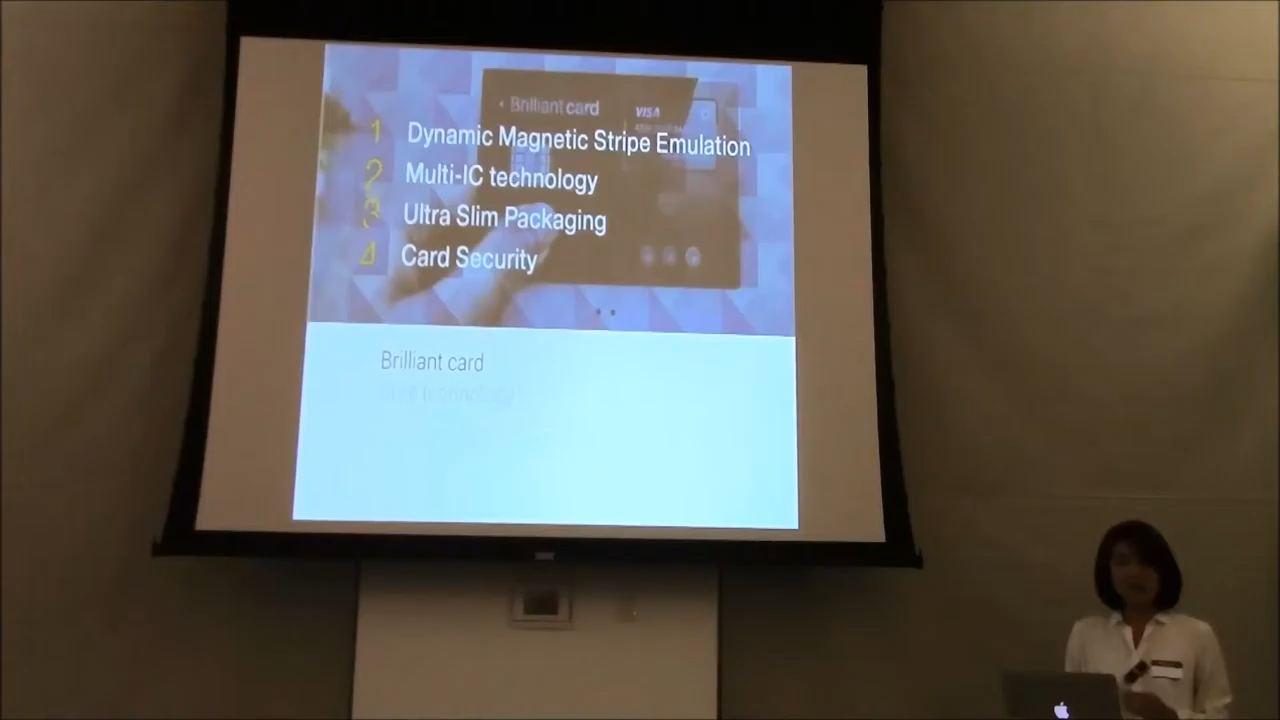 Brilliant card
VISA
1 Dynamic Magnetic Stripe Emulation
2 Multi-IC technology
3 Ultra Slim Packaging
4 Card Security
Brilliant card
technology